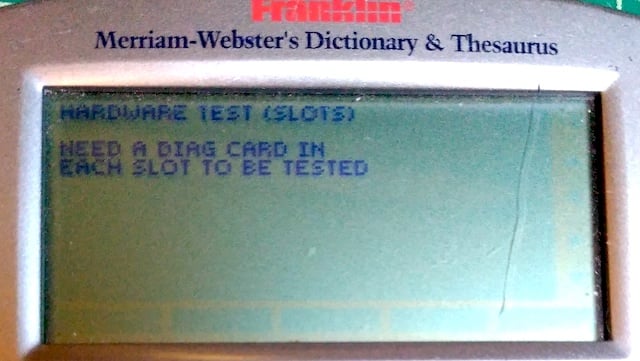 Franklin®
Merriam-Webster's Dictionary & Thesaurus
HARDWARE TEST (SLOTS)
NEED A DIAG CARD IN
EACH SLOT TO BE TESTED